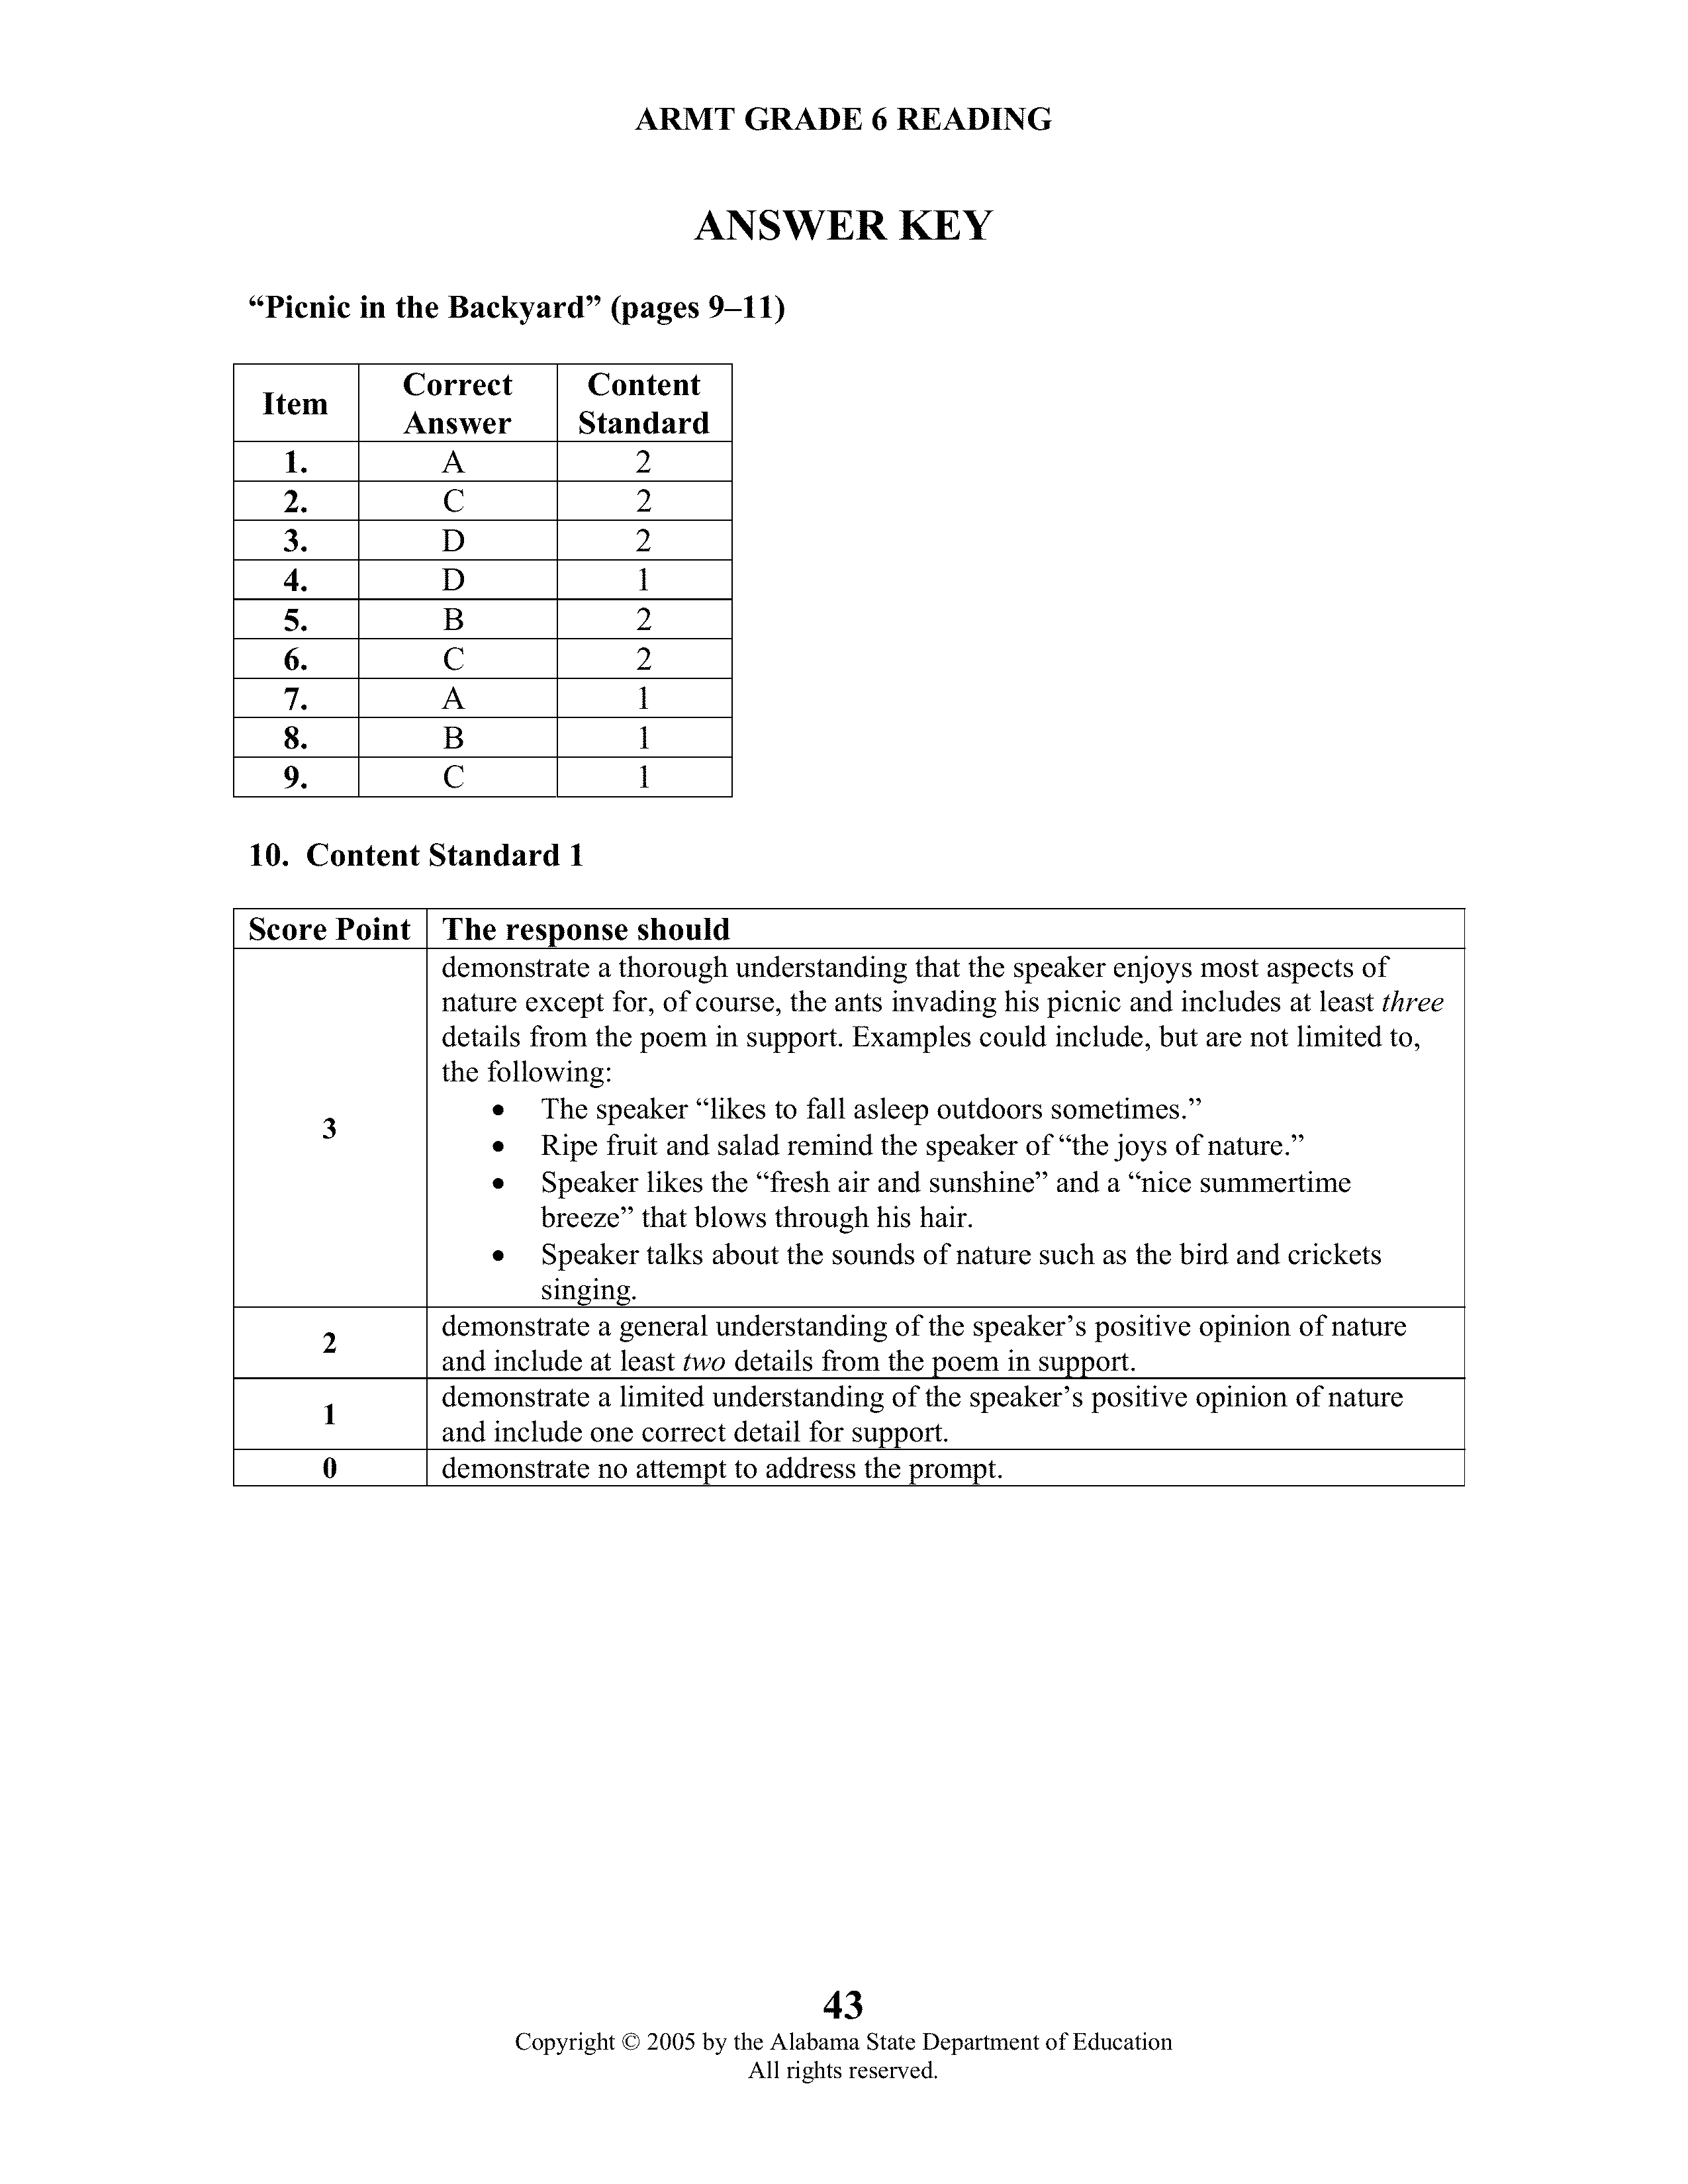 ARMT GRADE 6 READING
ANSWER KEY
“Picnic in the Backyard” (pages 9–11)
Item Correct Answer Content Standard
1. A 2
2. C 2
3. D 2
4. D 1
5. B 2
6. C 2
7. A 1
8. B 1
9. C 1
10. Content Standard 1
Score Point The response should
3
demonstrate a thorough understanding that the speaker enjoys most aspects of
nature except for, of course, the ants invading his picnic and includes at least three
details from the poem in support. Examples could include, but are not limited to,
the following:
• The speaker “likes to fall asleep outdoors sometimes.”
• Ripe fruit and salad remind the speaker of “the joys of nature.”
• Speaker likes the “fresh air and sunshine” and a “nice summertime
breeze” that blows through his hair.
• Speaker talks about the sounds of nature such as the bird and crickets
singing.
2
demonstrate a general understanding of the speaker’s positive opinion of nature
and include at least two details from the poem in support.
1
demonstrate a limited understanding of the speaker’s positive opinion of nature
and include one correct detail for support.
0 demonstrate no attempt to address the prompt.
43
Copyright © 2005 by the Alabama State Department of Education
All rights reserved.